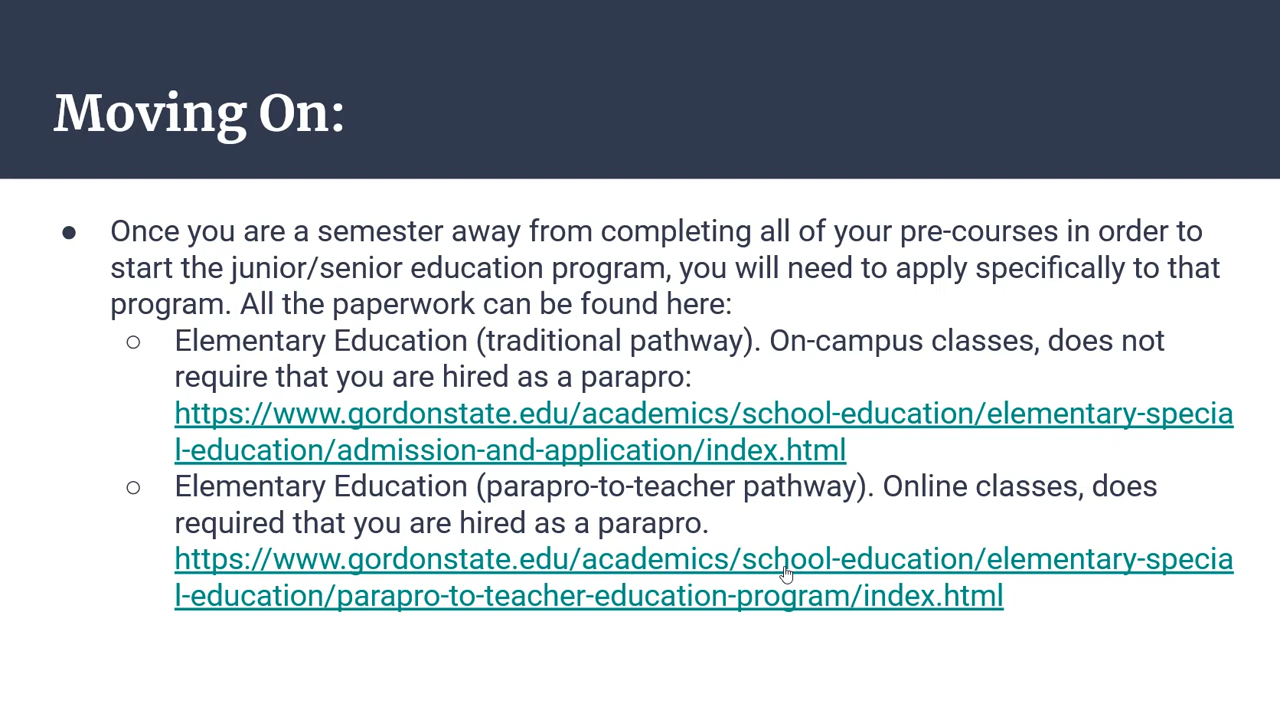 Moving On:
● Once you are a semester away from completing all of your pre-courses in order to
start the junior/senior education program, you will need to apply specifically to that
program. All the paperwork can be found here:
○ Elementary Education (traditional pathway). On-campus classes, does not
require that you are hired as a parapro:
https://www.gordonstate.edu/academics/school-education/elementary-specia
l-education/admission-and-application/index.html
○ Elementary Education (parapro-to-teacher pathway). Online classes, does
required that you are hired as a parapro.
https://www.gordonstate.edu/academics/school-education/elementary-specia
l-education/parapro-to-teacher-education-program/index.html